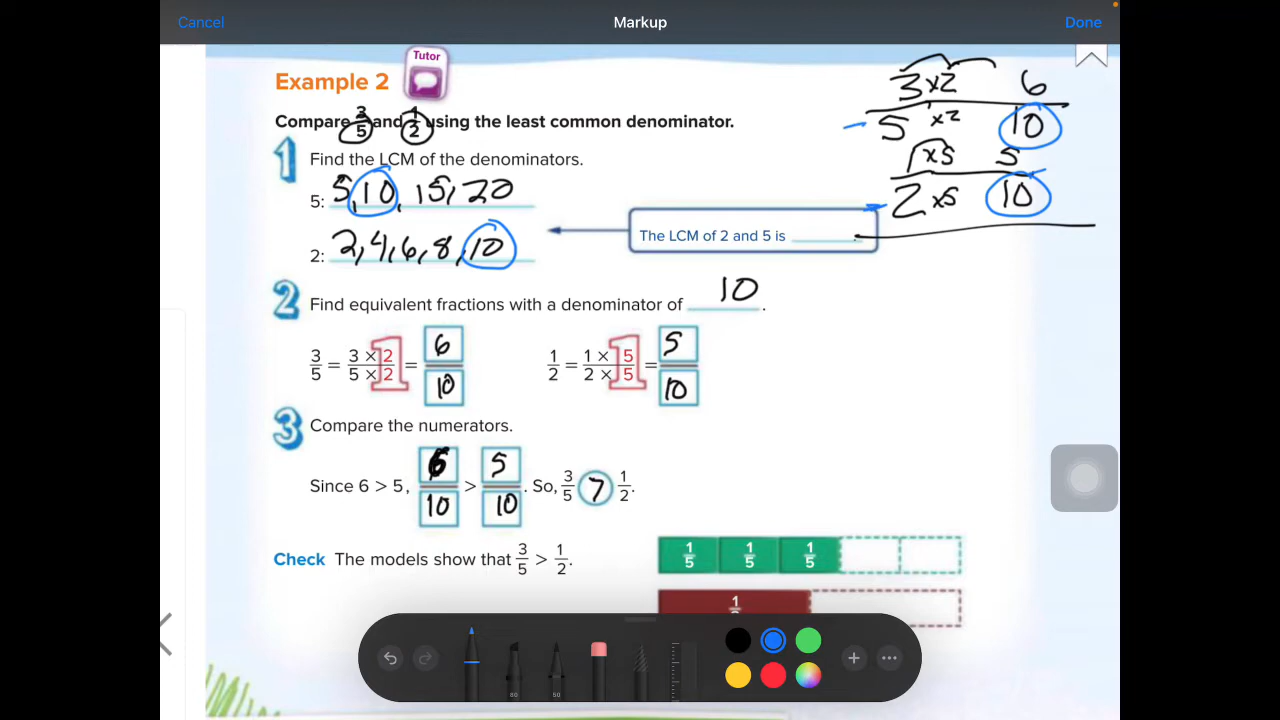 Cancel Markup Done
Tutor
Example 2
Compare 3/5 and 1/2 using the least common denominator.
3 ×2 6
5 ×2 10
1 ×5 5
2 ×5 10
1 Find the LCM of the denominators.
5: 5, 10, 15, 20
2: 2, 4, 6, 8, 10
The LCM of 2 and 5 is ____
2 Find equivalent fractions with a denominator of 10.
3/5 = 3 × 2/5 × 2 = 6/10 1/2 = 1 × 5/2 × 5 = 5/10
3 Compare the numerators.
Since 6 > 5, 6/10 > 5/10. So, 3/5 > 1/2.
Check The models show that 3/5 > 1/2.
1/5 1/5 1/5
80 50